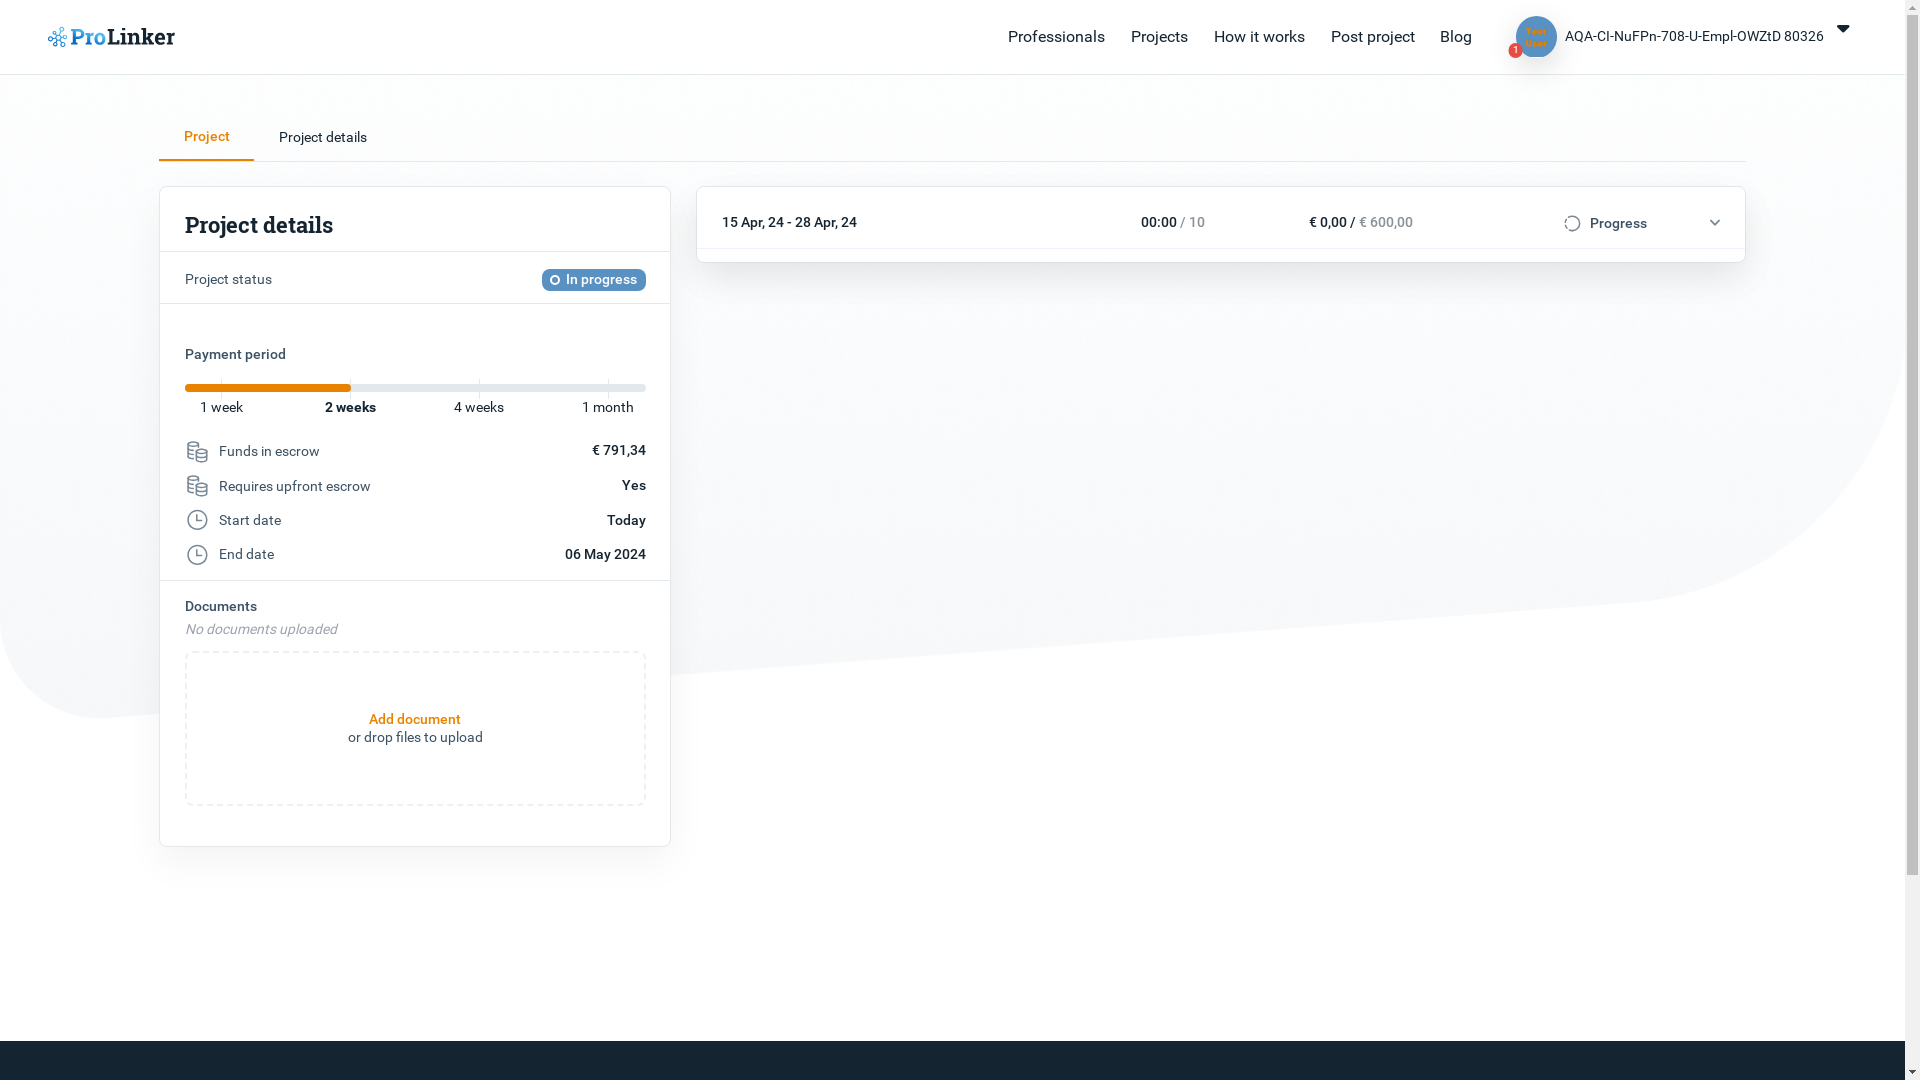 ProLinker
Professionals
Projects
How it works
Post project
Blog
1
AQA-CI-NuFPn-708-U-Empl-OWZtD 80326
Project
Project details
Project details
Project status
In progress
Payment period
1 week
2 weeks
4 weeks
1 month
Funds in escrow
€ 791,34
Requires upfront escrow
Yes
Start date
Today
End date
06 May 2024
Documents
No documents uploaded
Add document
or drop files to upload
15 Apr, 24 - 28 Apr, 24
00:00 / 10
€ 0,00 / € 600,00
Progress